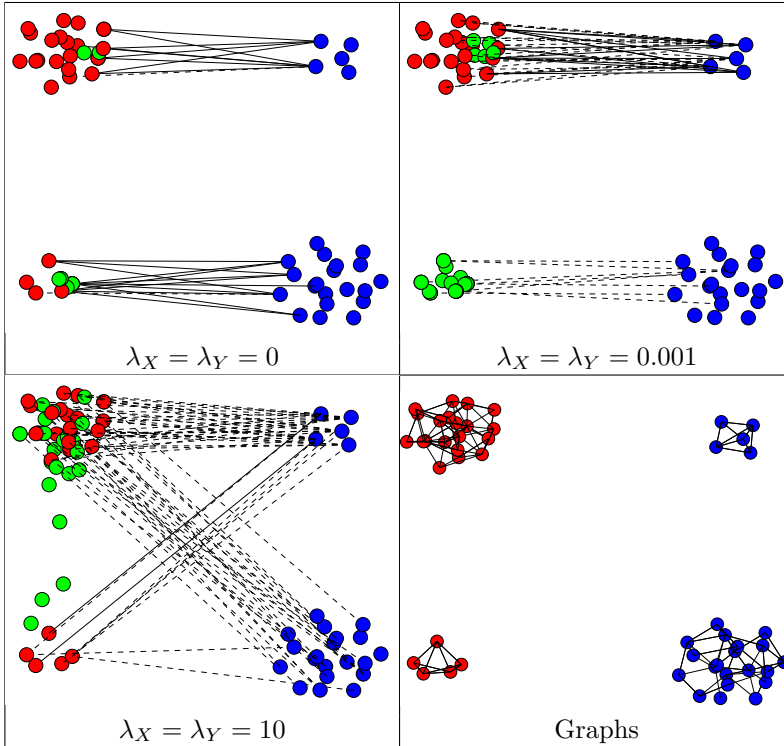 λ_X = λ_Y = 0
λ_X = λ_Y = 0.001
λ_X = λ_Y = 10
Graphs